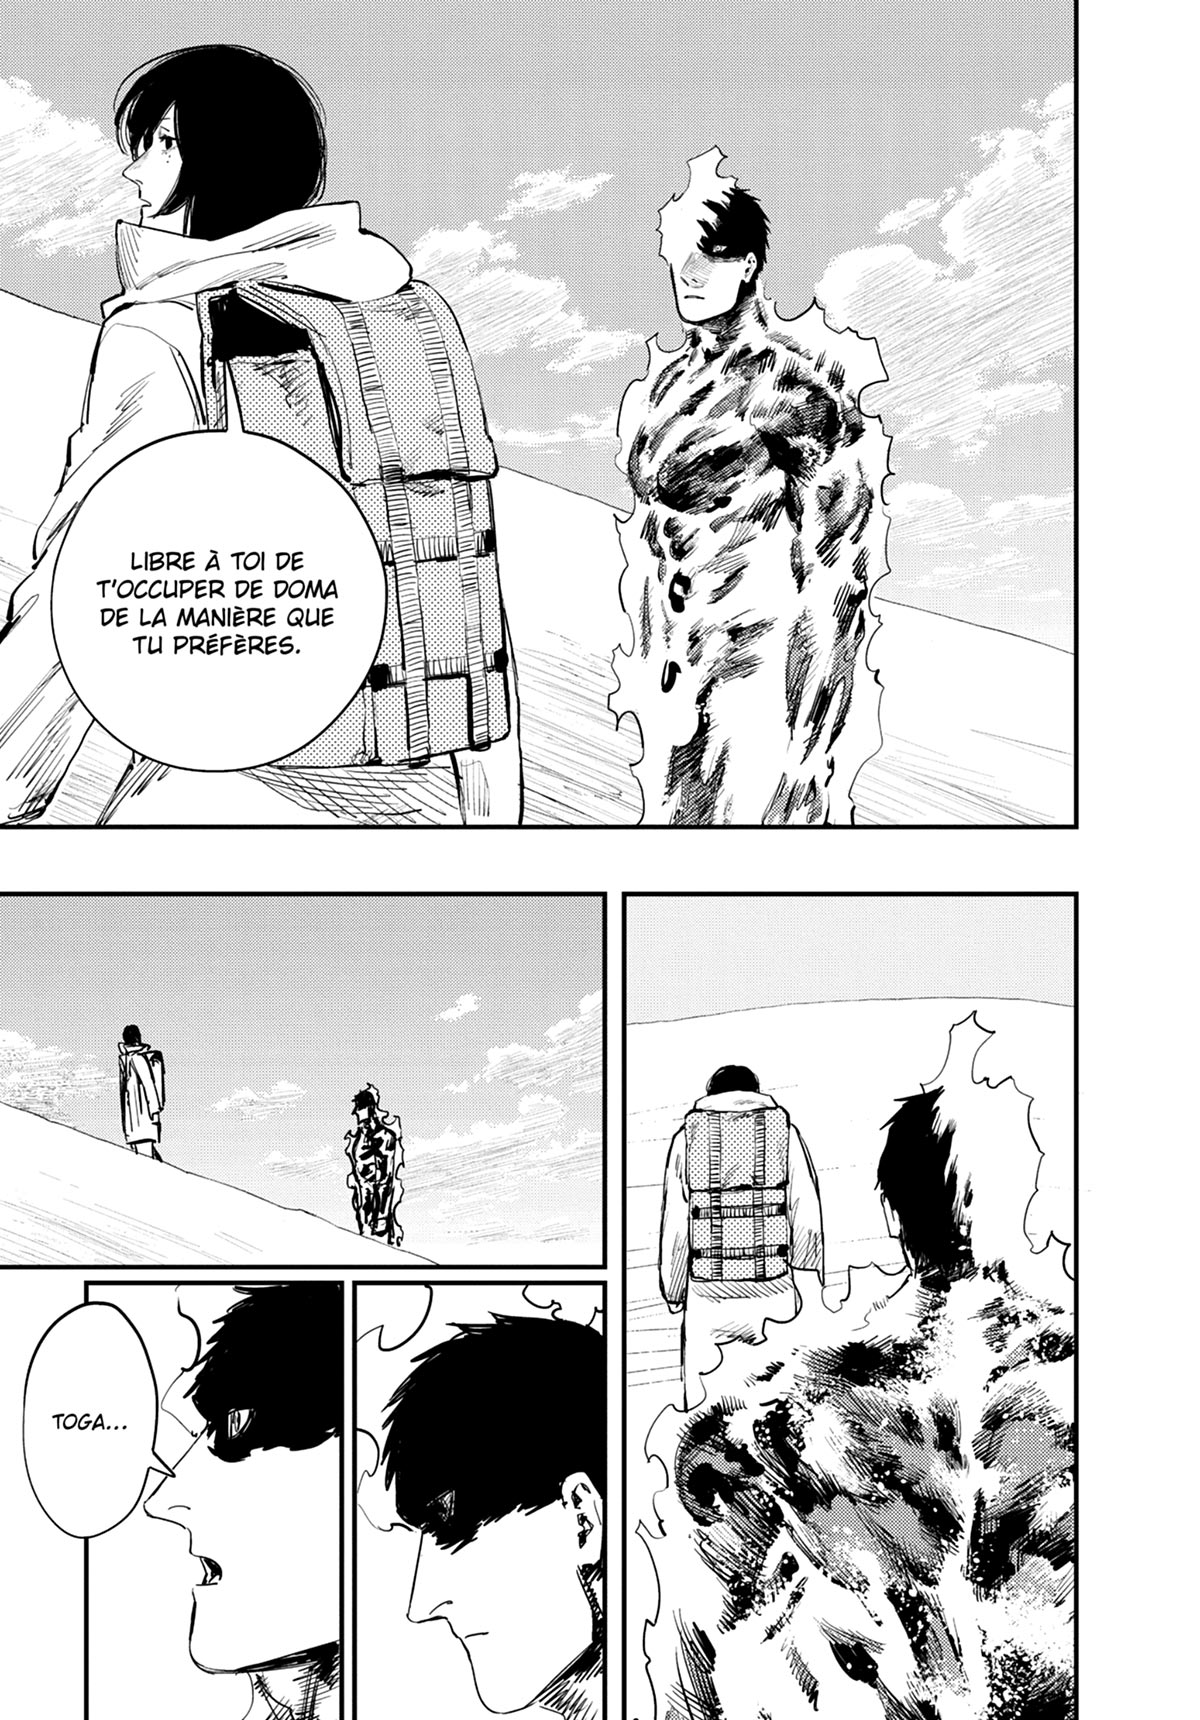 LIBRE À TOI DE
T'OCCUPER DE DOMA
DE LA MANIÈRE QUE
TU PRÉFÈRES.
TOGA...